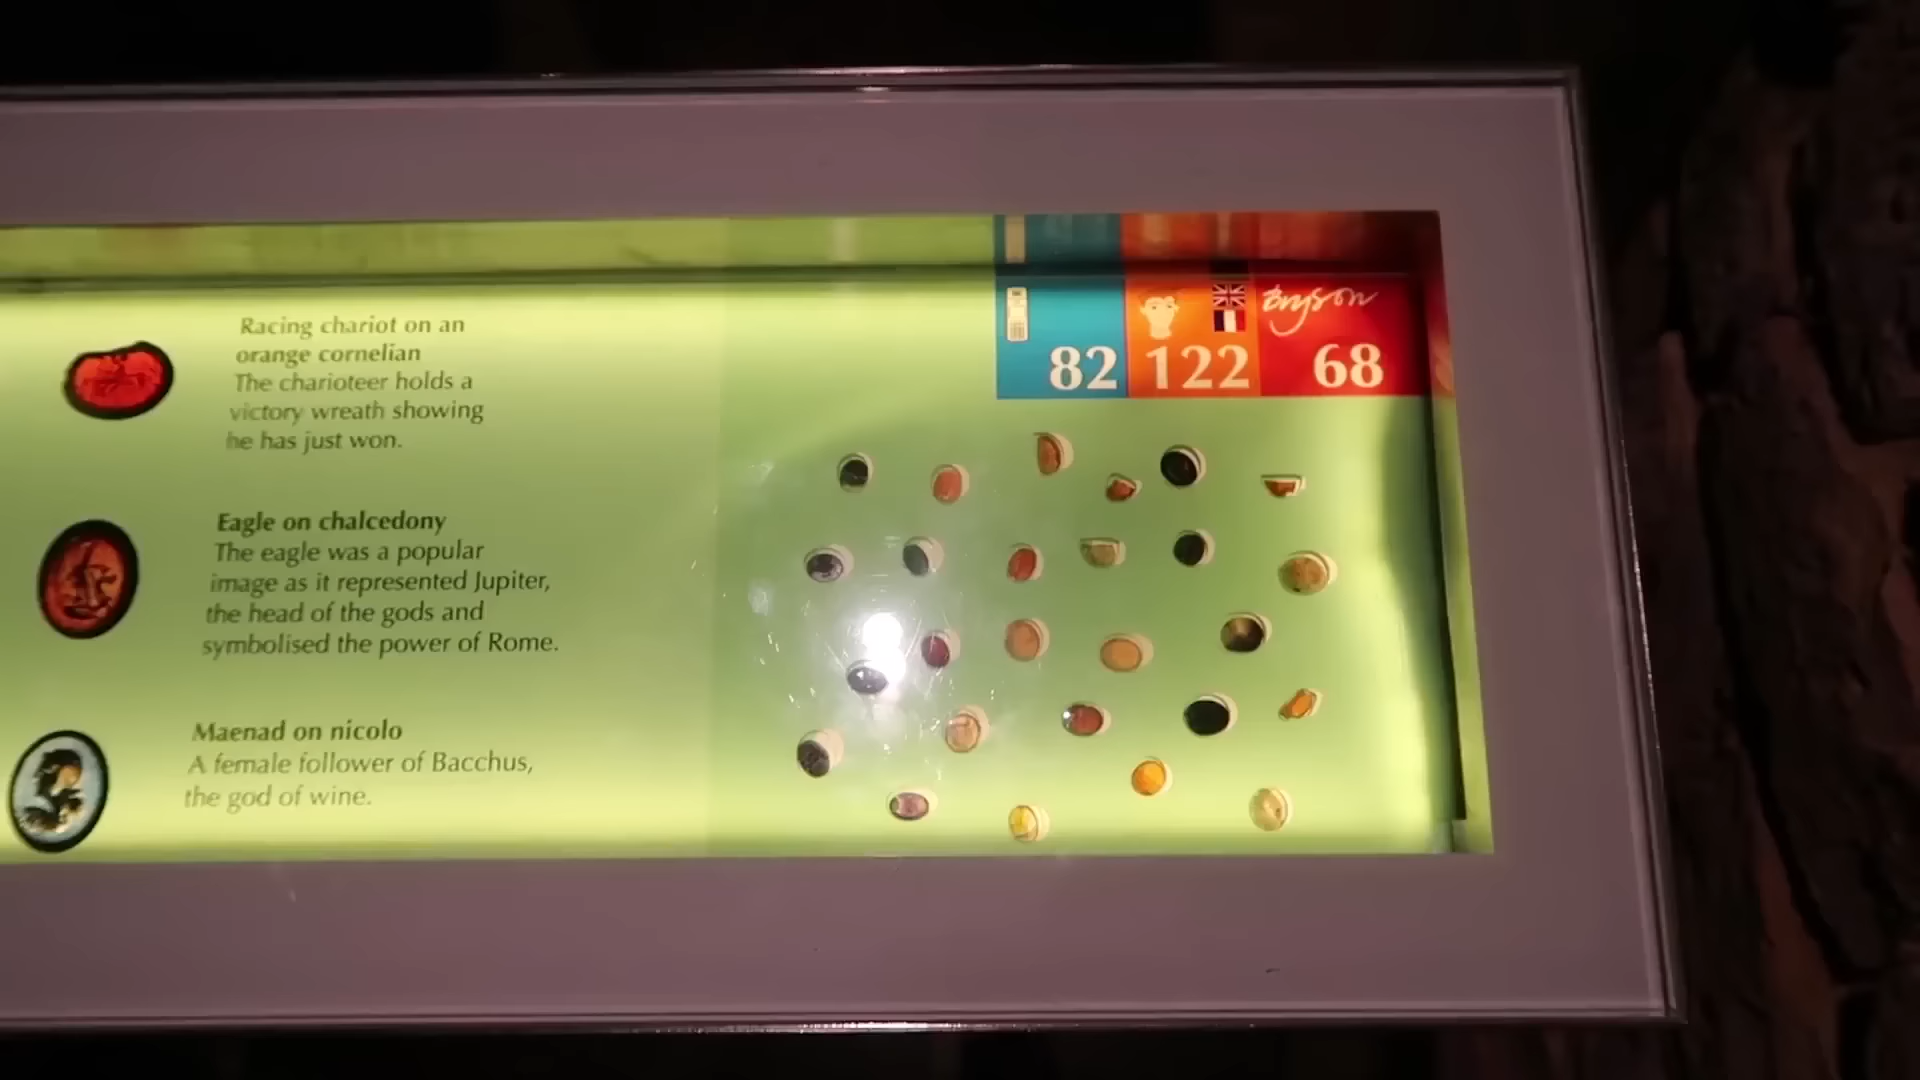 Racing chariot on an
orange cornelian
The charioteer holds a
victory wreath showing
he has just won.
Eagle on chalcedony
The eagle was a popular
image as it represented Jupiter,
the head of the gods and
symbolised the power of Rome.
Maenad on nicolo
A female follower of Bacchus,
the god of wine.
bryson
82 122 68